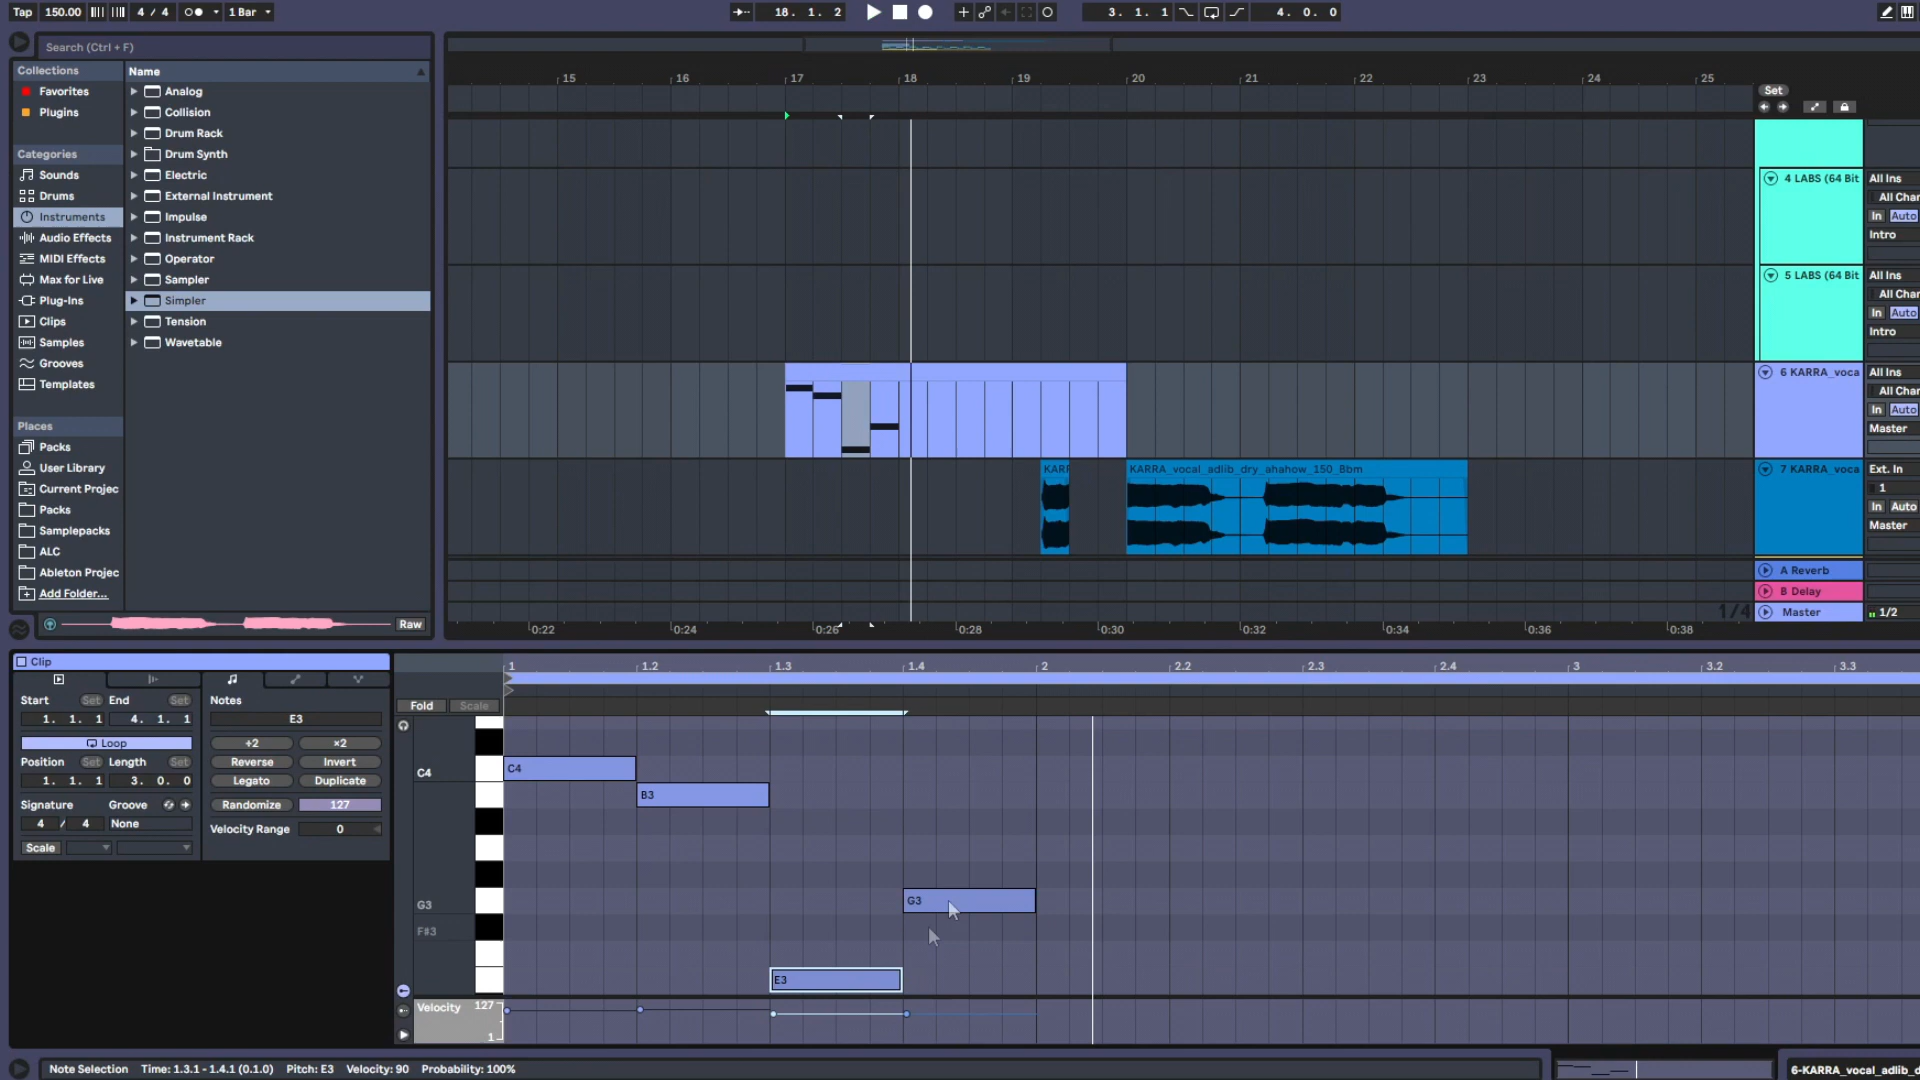 Tap 150.00 4 / 4 1 Bar
18. 1. 2
3. 1. 1 4. 0. 0
Search (Ctrl + F)
Collections
Favorites
Plugins
Categories
Sounds
Drums
Instruments
Audio Effects
MIDI Effects
Max for Live
Plug-Ins
Clips
Samples
Grooves
Templates
Places
Packs
User Library
Current Projec
Packs
Samplepacks
ALC
Ableton Projec
Add Folder...
Name
Analog
Collision
Drum Rack
Drum Synth
Electric
External Instrument
Impulse
Instrument Rack
Operator
Sampler
Simpler
Tension
Wavetable
Raw
15 16 17 18 19 20 21 22 23 24 25
Set
4 LABS (64 Bit
All Ins
All Char
In Auto
Intro
5 LABS (64 Bit
All Ins
All Char
In Auto
Intro
6 KARRA_voca
All Ins
All Char
In Auto
Master
KARR
KARRA_vocal_adlib_dry_ahahow_150_Bbm
7 KARRA_voca
Ext. In
1
In Auto
Master
A Reverb
B Delay
1/4
Master
1/2
0:22 0:24 0:26 0:28 0:30 0:32 0:34 0:36 0:38
Clip
Start Set End Set
1. 1. 1 4. 1. 1
Loop
Position Set Length Set
1. 1. 1 3. 0. 0
Signature Groove
4 / 4 None
Scale
Notes
E3
÷2 ×2
Reverse Invert
Legato Duplicate
Randomize 127
Velocity Range 0
1 1.2 1.3 1.4 2 2.2 2.3 2.4 3 3.2 3.3
Fold Scale
C4
G3
F#3
C4
B3
G3
E3
Velocity 127
1
Note Selection Time: 1.3.1 - 1.4.1 (0.1.0) Pitch: E3 Velocity: 90 Probability: 100%
6-KARRA_vocal_adlib_d